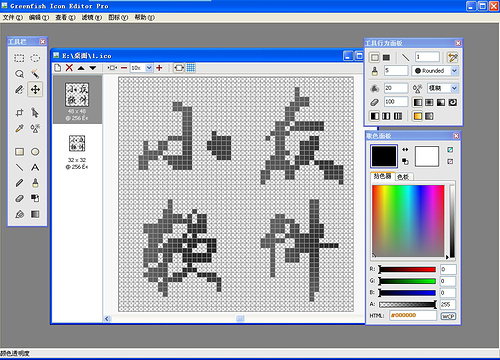 Greenfish Icon Editor Pro
文件(F) 编辑(E) 查看(V) 滤镜(M) 图标(I) 帮助(H)
工具栏
E:\桌面\1.ico
工具行为面板
10x
1
5
Rounded
20
模糊
100
48 x 48
@ 256 E+
32 x 32
@ 256 E+
取色面板
拾色器 色板
R: 0
G: 0
B: 0
A: 255
HTML: #000000
WCP
颜色透明度